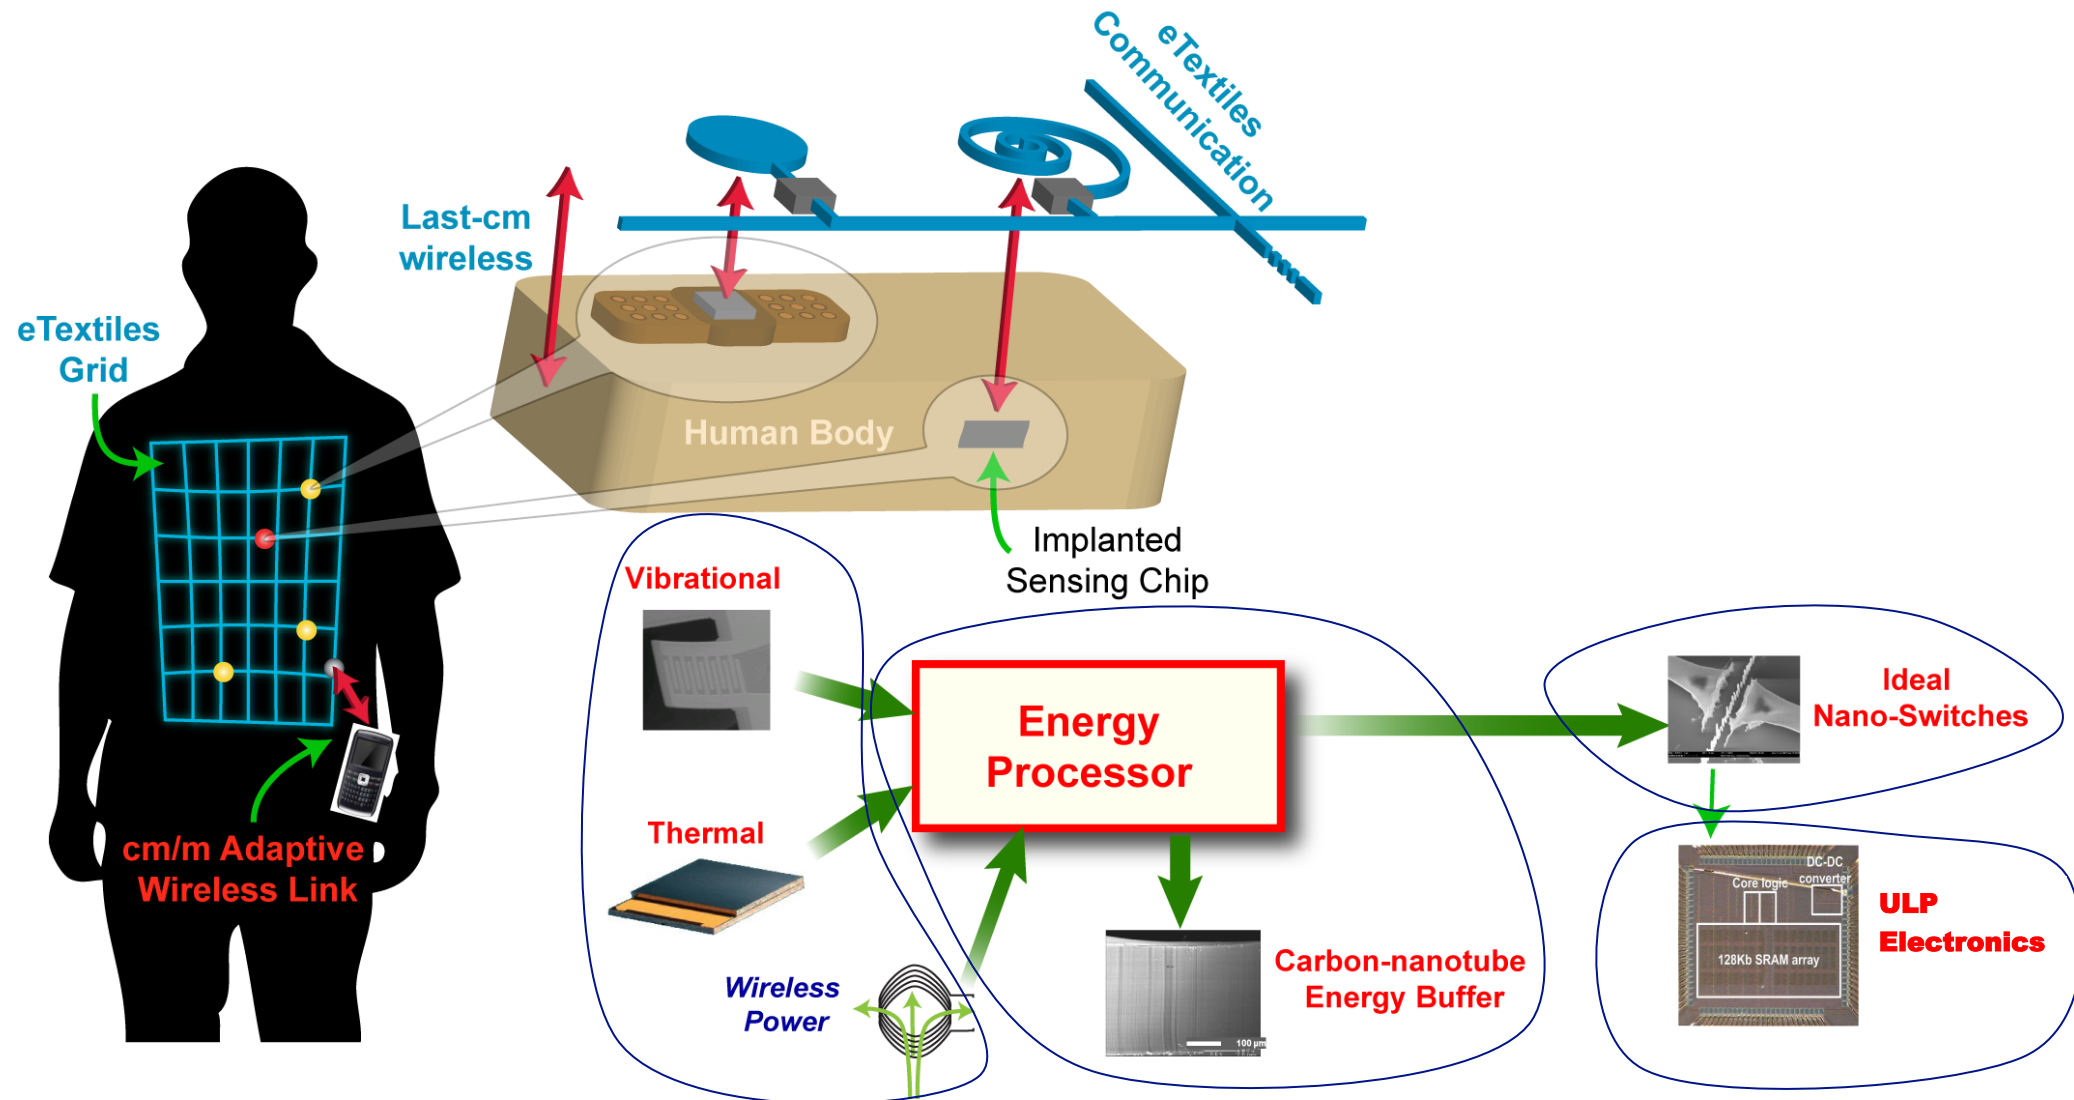 eTextiles
Communication
Last-cm
wireless
eTextiles
Grid
Human Body
Implanted
Sensing Chip
Vibrational
Energy
Processor
Ideal
Nano-Switches
Thermal
cm/m Adaptive
Wireless Link
DC-DC
converter
Core logic
128Kb SRAM array
ULP
Electronics
Wireless
Power
Carbon-nanotube
Energy Buffer
100 µm